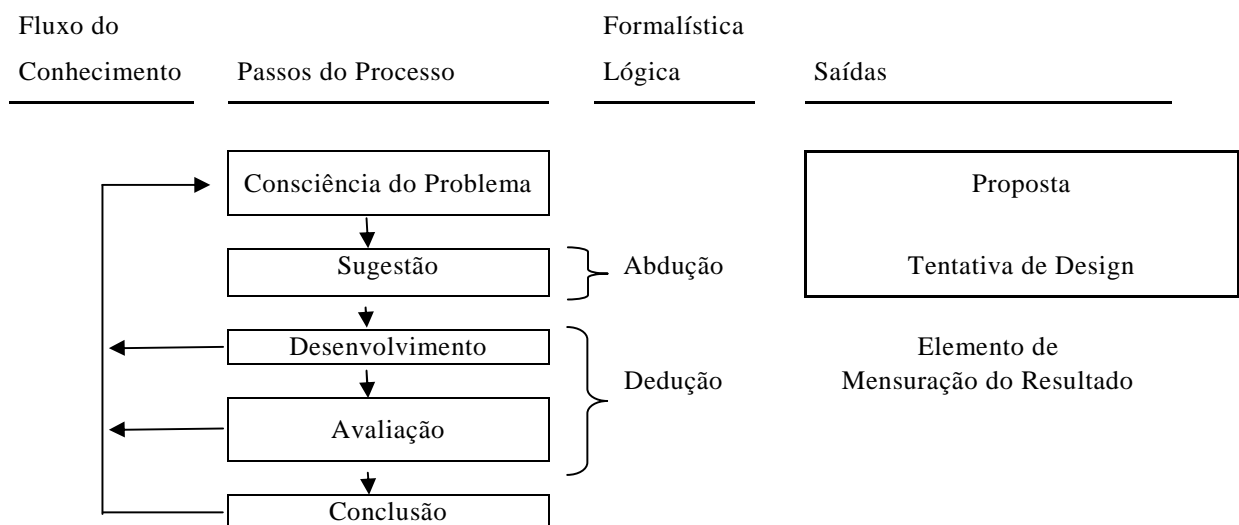 Fluxo do
Conhecimento
Passos do Processo
Formalística
Lógica
Saídas
Consciência do Problema
Proposta
Sugestão
Abdução
Tentativa de Design
Desenvolvimento
Dedução
Elemento de
Mensuração do Resultado
Avaliação
Conclusão